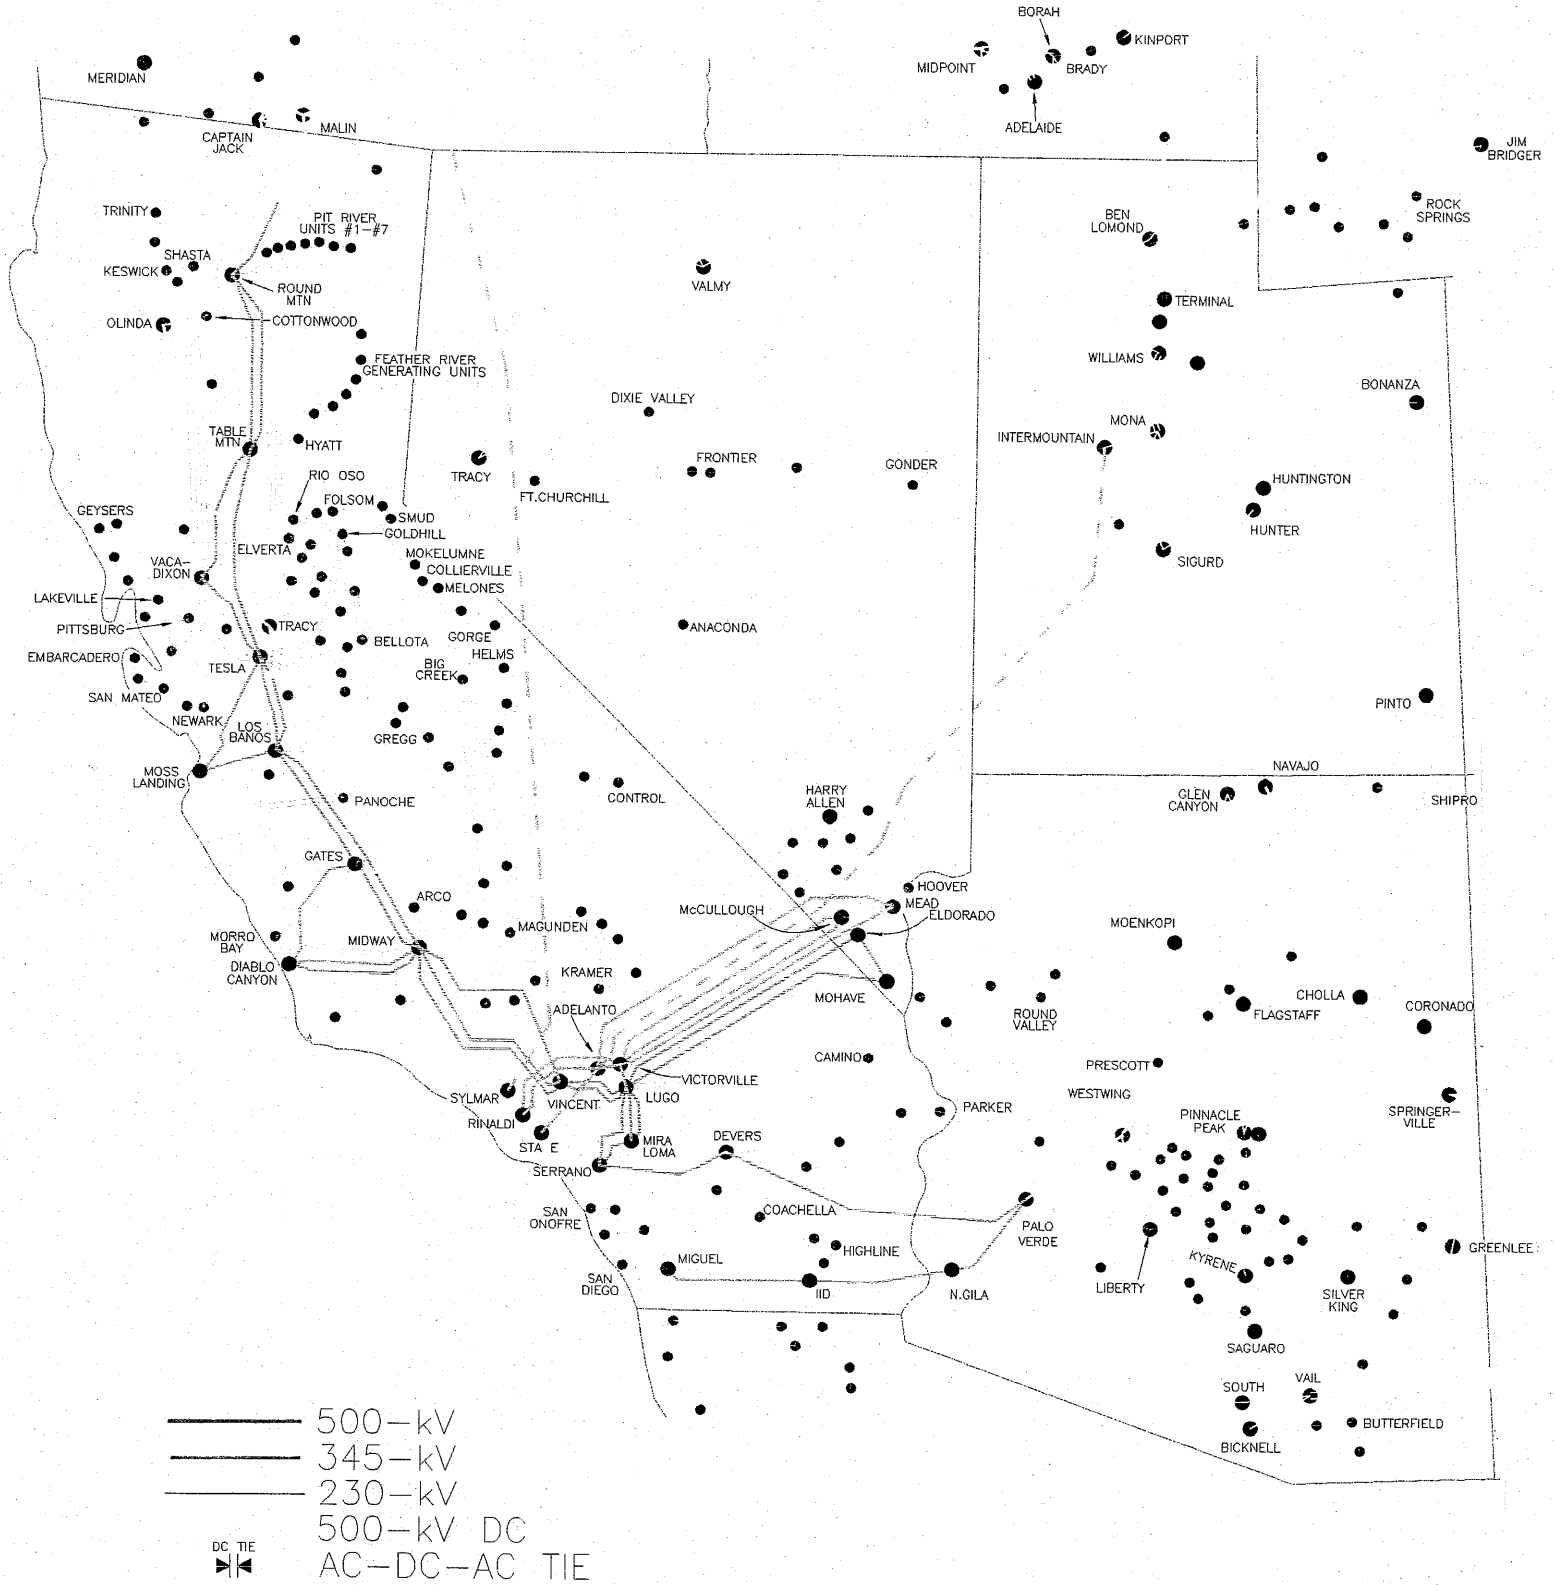 BORAH
KINPORT
MIDPOINT
BRADY
MERIDIAN
ADELAIDE
MALIN
CAPTAIN
JACK
JIM
BRIDGER
TRINITY
PIT RIVER
UNITS #1-#7
BEN
LOMOND
ROCK
SPRINGS
SHASTA
KESWICK
ROUND
MTN
VALMY
TERMINAL
OLINDA
COTTONWOOD
FEATHER RIVER
GENERATING UNITS
WILLIAMS
BONANZA
DIXIE VALLEY
TABLE
MTN
HYATT
MONA
INTERMOUNTAIN
TRACY
FRONTIER
GONDER
RIO OSO
FT.CHURCHILL
HUNTINGTON
FOLSOM
GEYSERS
SMUD
GOLDHILL
HUNTER
ELVERTA
MOKELUMNE
COLLIERVILLE
MELONES
SIGURD
VACA-
DIXON
LAKEVILLE
PITTSBURG
TRACY
ANACONDA
BELLOTA
GORGE
HELMS
EMBARCADERO
TESLA
BIG
CREEK
SAN MATEO
NEWARK
PINTO
LOS
BANOS
GREGG
MOSS
LANDING
NAVAJO
CONTROL
HARRY
ALLEN
GLEN
CANYON
SHIPRO
PANOCHE
GATES
HOOVER
MEAD
ARCO
McCULLOUGH
ELDORADO
MAGUNDEN
MOENKOPI
MORRO
BAY
MIDWAY
DIABLO
CANYON
KRAMER
MOHAVE
CHOLLA
CORONADO
ADELANTO
ROUND
VALLEY
FLAGSTAFF
CAMINO
PRESCOTT
VICTORVILLE
SYLMAR
VINCENT
LUGO
WESTWING
PARKER
PINNACLE
PEAK
SPRINGER-
VILLE
RINALDI
STA E
MIRA
LOMA
DEVERS
SERRANO
SAN
ONOFRE
COACHELLA
PALO
VERDE
HIGHLINE
GREENLEE
MIGUEL
KYRENE
SAN
DIEGO
IID
N.GILA
LIBERTY
SILVER
KING
SAGUARO
SOUTH
VAIL
BUTTERFIELD
BICKNELL
500-kV
345-kV
230-kV
500-kV DC
DC TIE
AC-DC-AC TIE